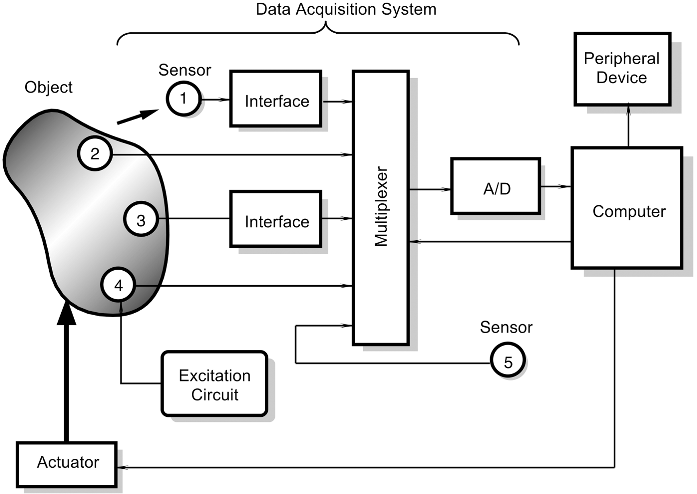 Data Acquisition System
Peripheral
Device
Object
Sensor
1
Interface
2
Multiplexer
A/D
Computer
3
Interface
4
Sensor
5
Excitation
Circuit
Actuator